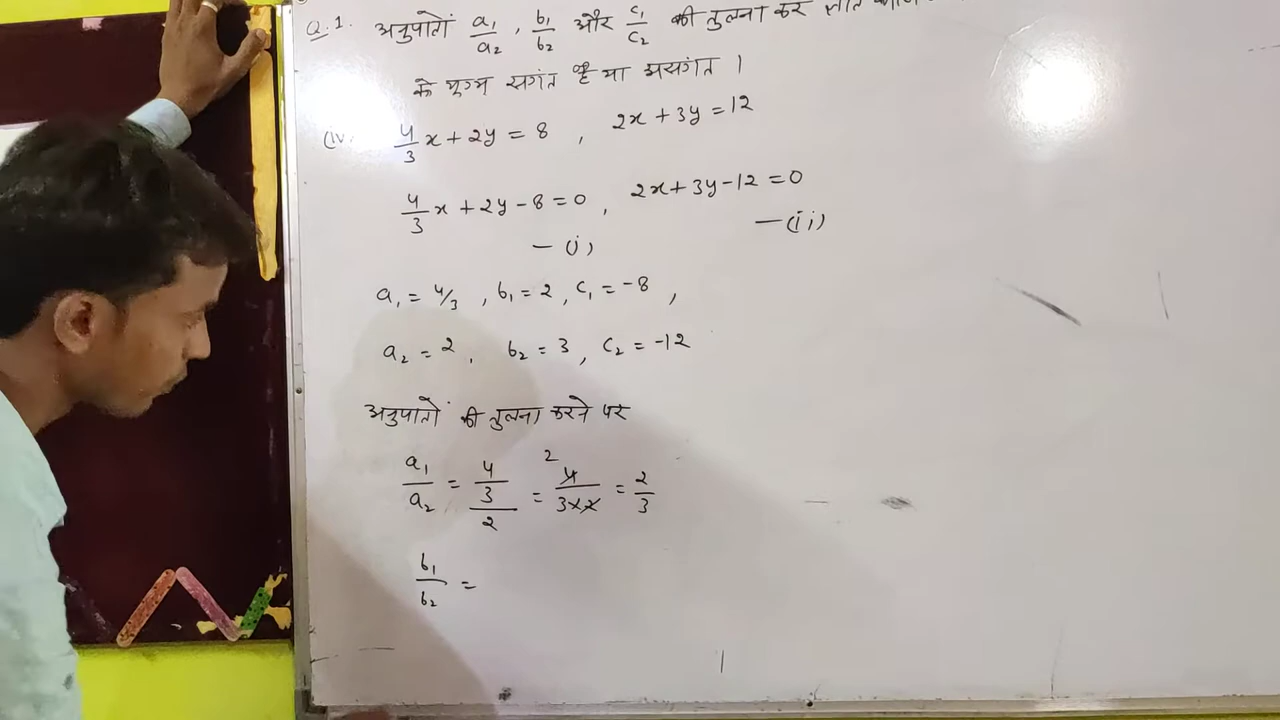 Q.1. अनुपातों a₁/a₂ , b₁/b₂ और c₁/c₂ की तुलना कर
के युग्म संगत है या असंगत ।
(iv. 4/3 x + 2y = 8 , 2x + 3y = 12
4/3 x + 2y - 8 = 0 , 2x + 3y - 12 = 0
— (i) — (ii)
a₁ = 4/3 , b₁ = 2 , c₁ = -8 ,
a₂ = 2 , b₂ = 3 , c₂ = -12
अनुपातों की तुलना करने पर
a₁/a₂ = 4/3/2 = 2 4/3×2 = 2/3
b₁/b₂ =